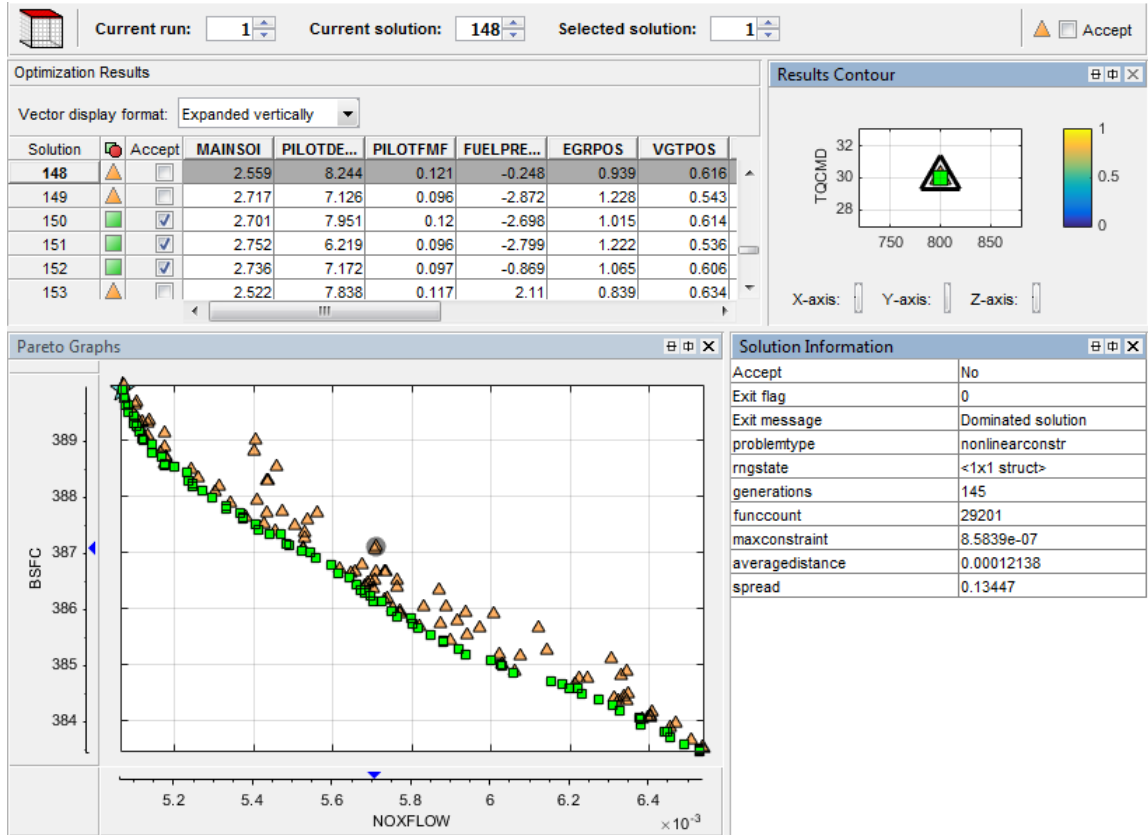 Current run: 1 Current solution: 148 Selected solution: 1 Accept
Optimization Results
Vector display format: Expanded vertically
Solution Accept MAINSOI PILOTDE... PILOTFMF FUELPRE... EGRPOS VGTPOS
148 2.559 8.244 0.121 -0.248 0.939 0.616
149 2.717 7.126 0.096 -2.872 1.228 0.543
150 2.701 7.951 0.12 -2.698 1.015 0.614
151 2.752 6.219 0.096 -2.799 1.222 0.536
152 2.736 7.172 0.097 -0.869 1.065 0.606
153 2.522 7.838 0.117 2.11 0.839 0.634
Results Contour
TQCMD
32
30
28
750 800 850
1
0.5
0
X-axis: Y-axis: Z-axis:
Pareto Graphs
BSFC
389
388
387
386
385
384
5.2 5.4 5.6 5.8 6 6.2 6.4
NOXFLOW
×10⁻³
Solution Information
Accept No
Exit flag 0
Exit message Dominated solution
problemtype nonlinearconstr
rngstate <1x1 struct>
generations 145
funccount 29201
maxconstraint 8.5839e-07
averagedistance 0.00012138
spread 0.13447